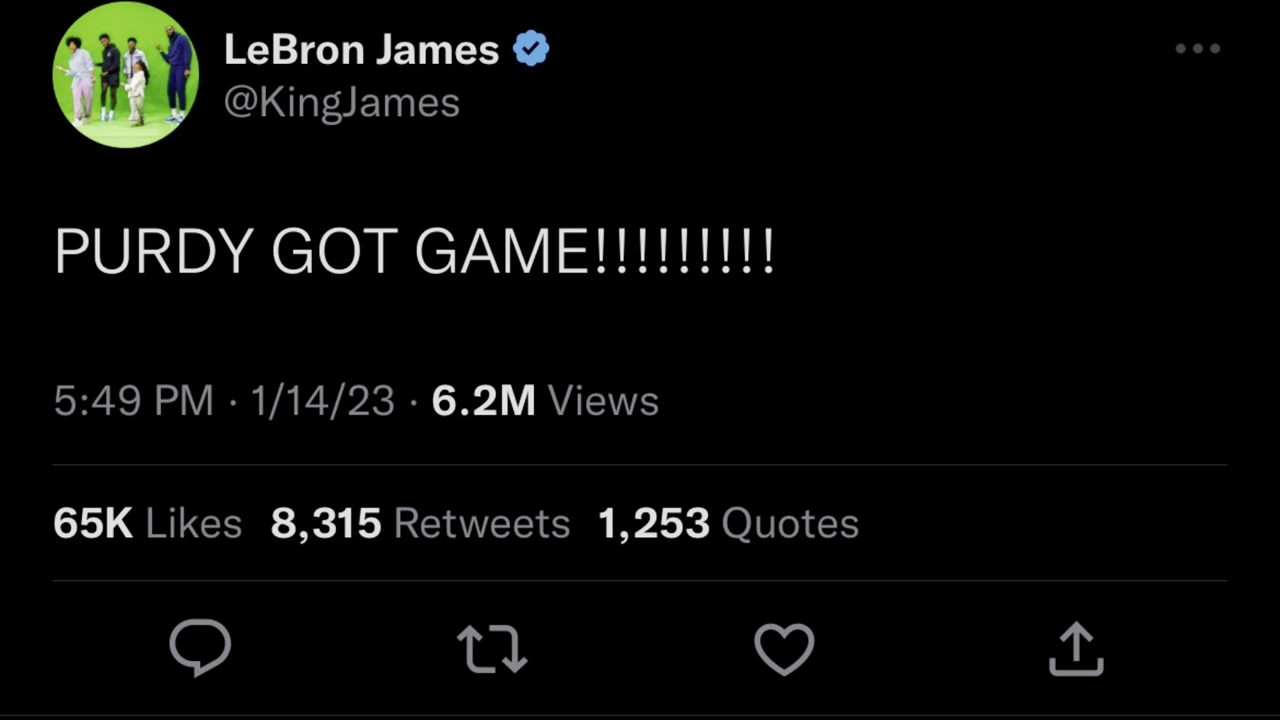 LeBron James
@KingJames
PURDY GOT GAME!!!!!!!!!
5:49 PM · 1/14/23 · 6.2M Views
65K Likes 8,315 Retweets 1,253 Quotes